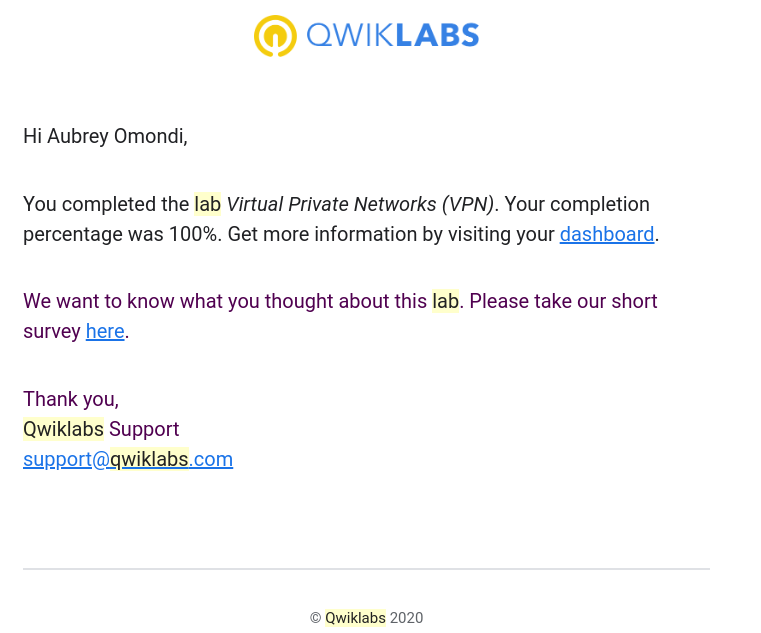 QWIKLABS
Hi Aubrey Omondi,
You completed the lab Virtual Private Networks (VPN). Your completion
percentage was 100%. Get more information by visiting your dashboard.
We want to know what you thought about this lab. Please take our short
survey here.
Thank you,
Qwiklabs Support
support@qwiklabs.com
© Qwiklabs 2020